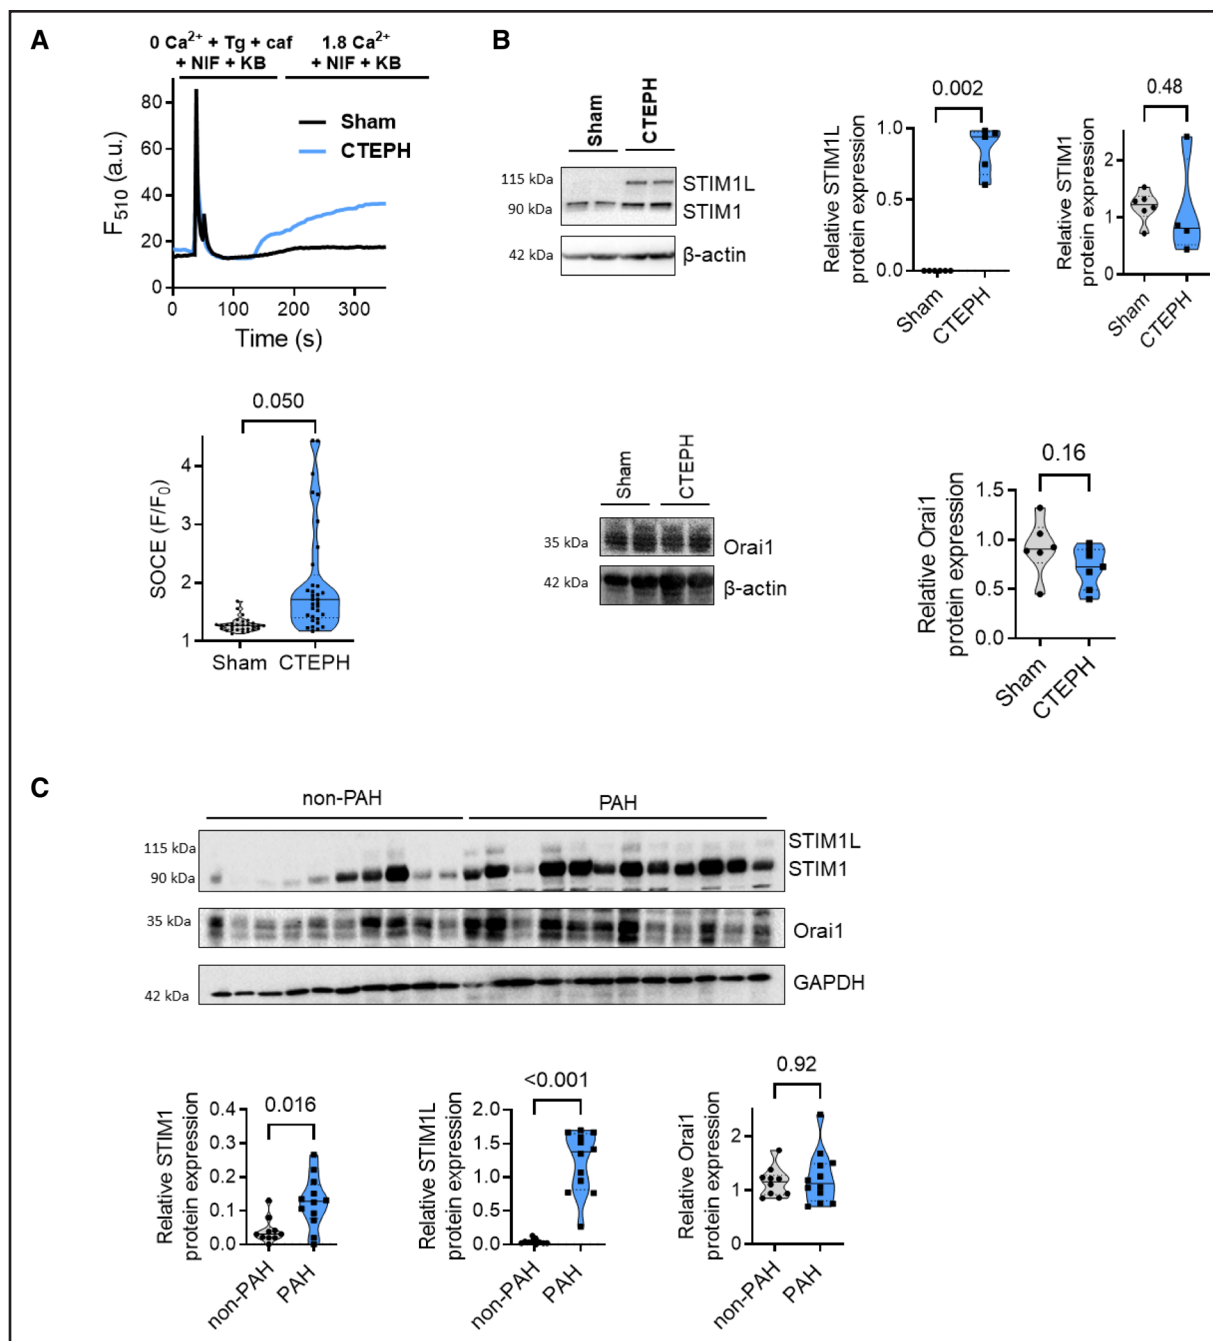 A
0 Ca²⁺ + Tg + caf
+ NIF + KB
1.8 Ca²⁺
+ NIF + KB
80
60
40
20
0
F₅₁₀ (a.u.)
Sham
CTEPH
0
100
200
300
Time (s)
0.050
4
3
2
1
SOCE (F/F₀)
Sham
CTEPH
B
Sham
CTEPH
115 kDa
STIM1L
90 kDa
STIM1
42 kDa
β-actin
0.002
Relative STIM1L
protein expression
1.0
0.5
0.0
Sham
CTEPH
0.48
Relative STIM1
protein expression
2
1
0
Sham
CTEPH
Sham
CTEPH
35 kDa
Orai1
42 kDa
β-actin
0.16
Relative Orai1
protein expression
1.5
1.0
0.5
0.0
Sham
CTEPH
C
non-PAH
PAH
115 kDa
STIM1L
90 kDa
STIM1
35 kDa
Orai1
42 kDa
GAPDH
0.016
Relative STIM1
protein expression
0.4
0.3
0.2
0.1
0.0
non-PAH
PAH
<0.001
Relative STIM1L
protein expression
2.0
1.5
1.0
0.5
0.0
non-PAH
PAH
0.92
Relative Orai1
protein expression
2
1
0
non-PAH
PAH